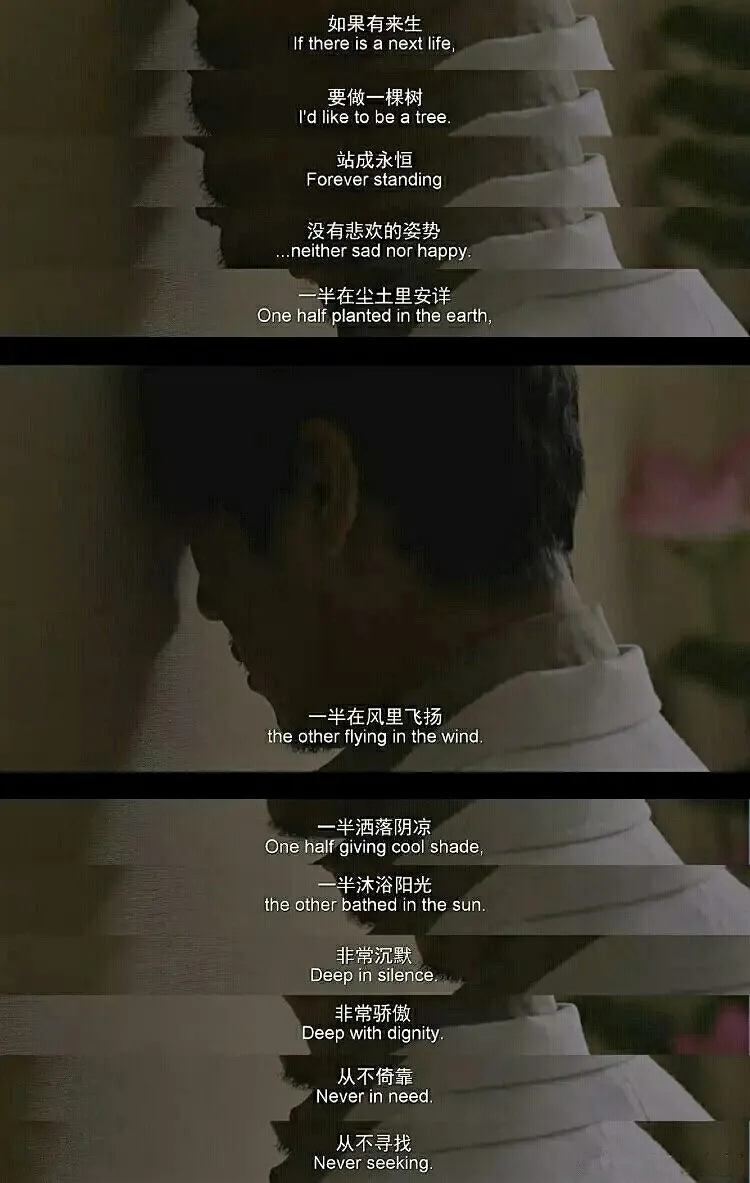 如果有来生
If there is a next life,
要做一棵树
I'd like to be a tree.
站成永恒
Forever standing
没有悲欢的姿势
...neither sad nor happy.
一半在尘土里安详
One half planted in the earth,
一半在风里飞扬
the other flying in the wind.
一半洒落阴凉
One half giving cool shade,
一半沐浴阳光
the other bathed in the sun.
非常沉默
Deep in silence.
非常骄傲
Deep with dignity.
从不倚靠
Never in need.
从不寻找
Never seeking.